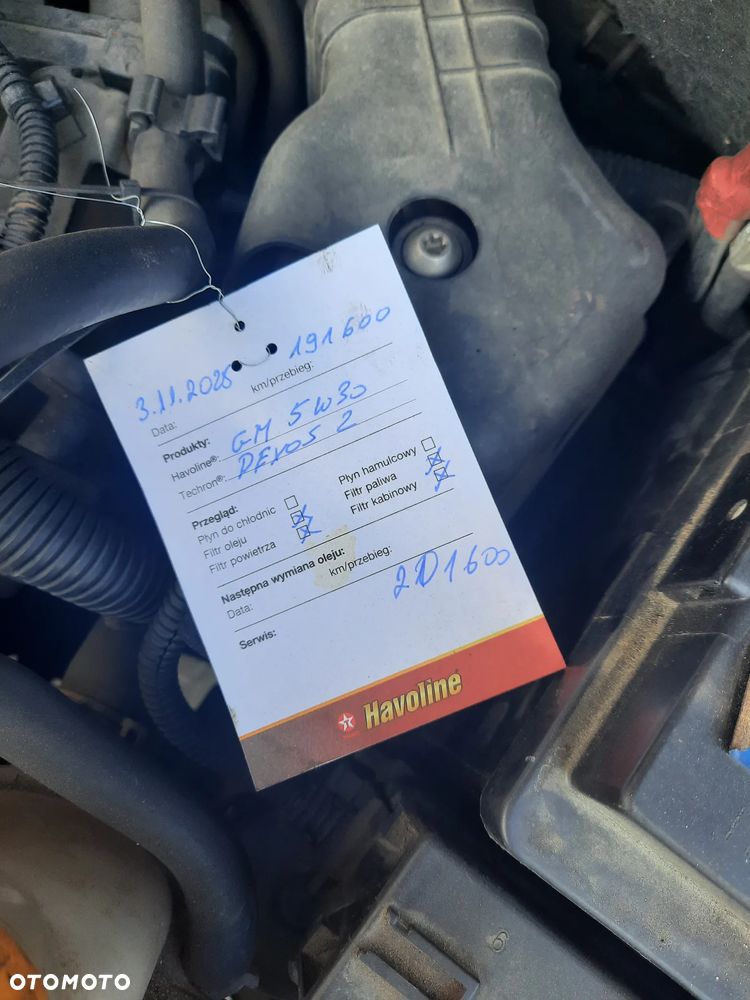 3.11.2025 191600
Data: km/przebieg:
Produkty:
Havoline®: GM 5W30
Techron®: DEXOS 2
Przegląd:
Płyn do chłodnic ☐ Płyn hamulcowy ☐
Filtr oleju ☒ Filtr paliwa ☒
Filtr powietrza ☒ Filtr kabinowy ☒
Następna wymiana oleju:
Data: km/przebieg: 201600
Serwis:
Havoline
6
OTOMOTO